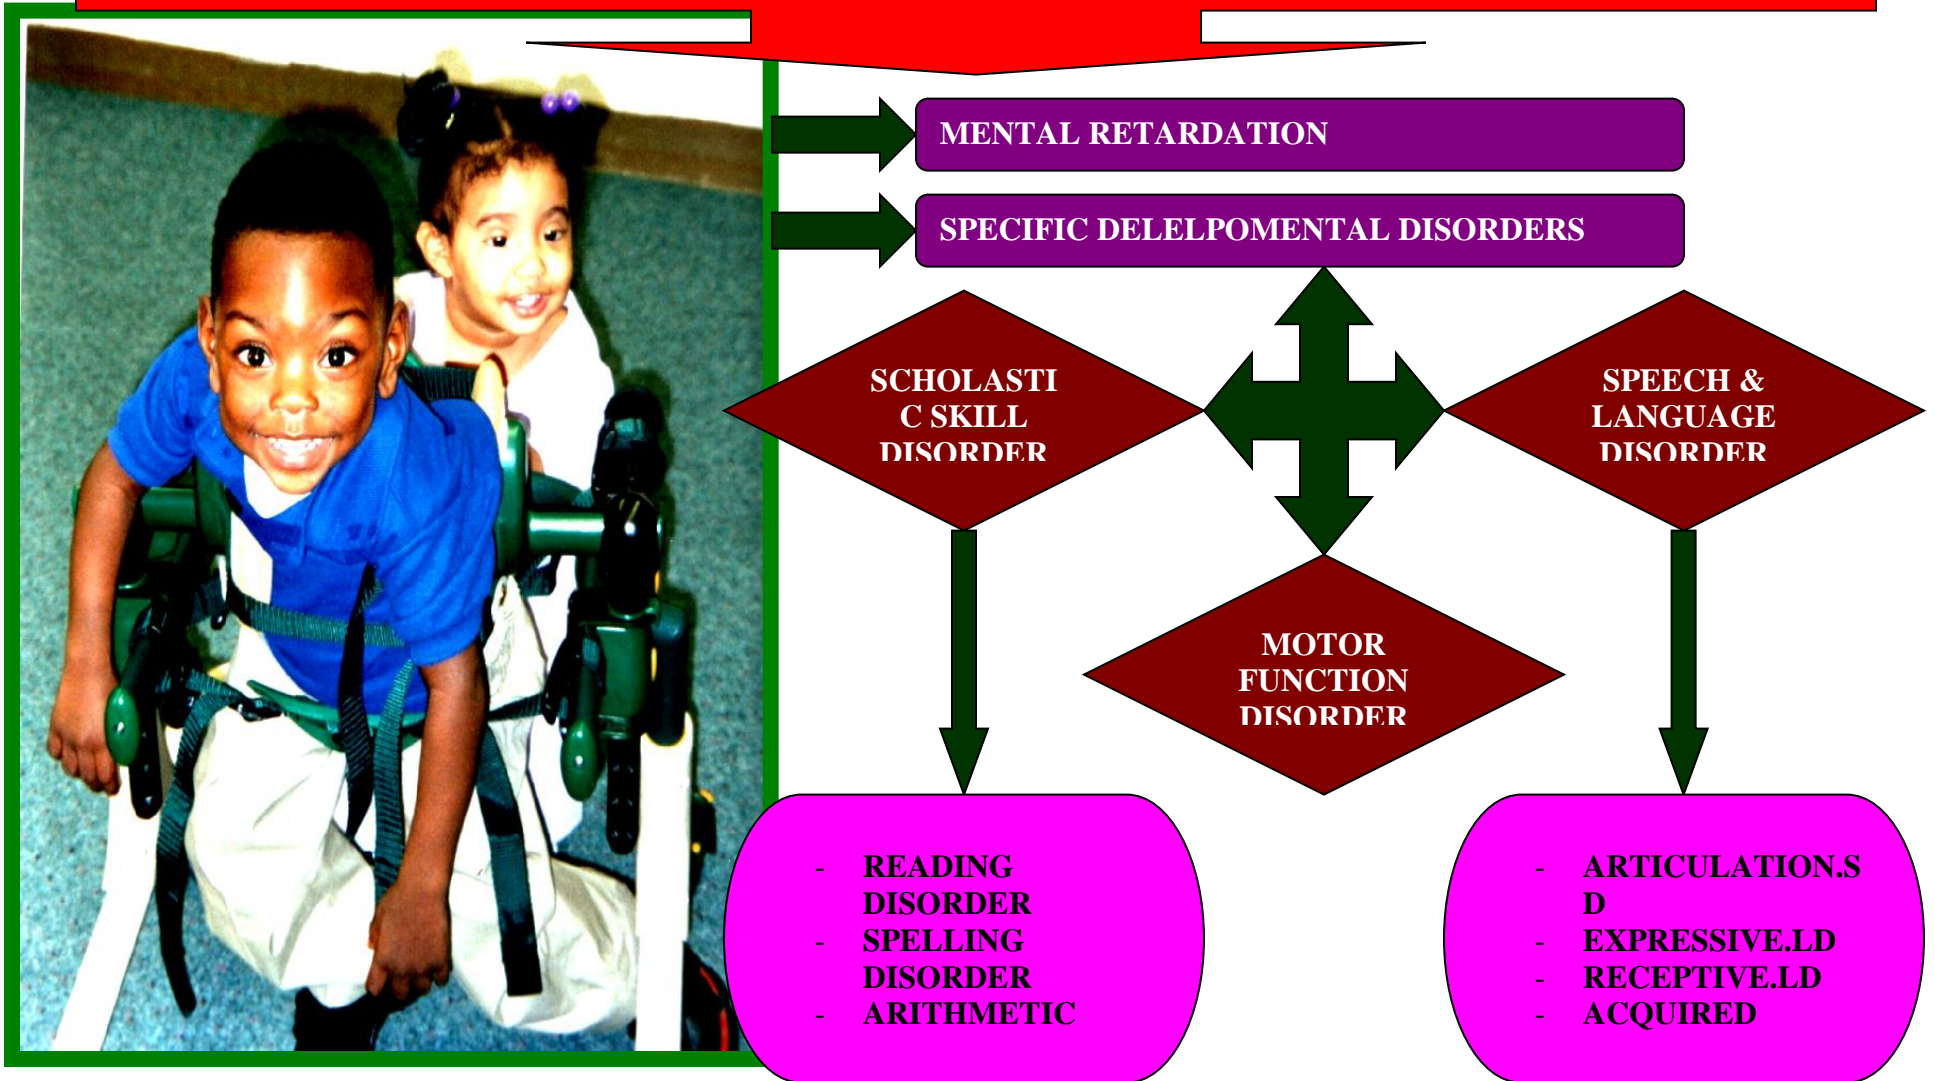 MENTAL RETARDATION
SPECIFIC DELELPOMENTAL DISORDERS
SCHOLASTI
C SKILL
DISORDER
SPEECH &
LANGUAGE
DISORDER
MOTOR
FUNCTION
DISORDER
- READING
DISORDER
- SPELLING
DISORDER
- ARITHMETIC
- ARTICULATION.S
D
- EXPRESSIVE.LD
- RECEPTIVE.LD
- ACQUIRED